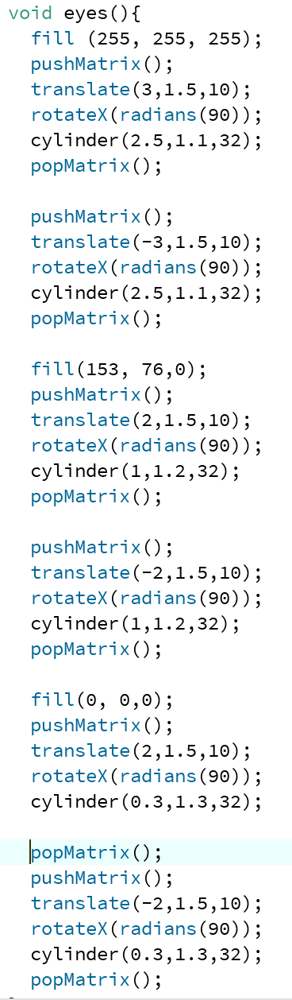 void eyes(){
fill (255, 255, 255);
pushMatrix();
translate(3,1.5,10);
rotateX(radians(90));
cylinder(2.5,1.1,32);
popMatrix();
pushMatrix();
translate(-3,1.5,10);
rotateX(radians(90));
cylinder(2.5,1.1,32);
popMatrix();
fill(153, 76,0);
pushMatrix();
translate(2,1.5,10);
rotateX(radians(90));
cylinder(1,1.2,32);
popMatrix();
pushMatrix();
translate(-2,1.5,10);
rotateX(radians(90));
cylinder(1,1.2,32);
popMatrix();
fill(0, 0,0);
pushMatrix();
translate(2,1.5,10);
rotateX(radians(90));
cylinder(0.3,1.3,32);
popMatrix();
pushMatrix();
translate(-2,1.5,10);
rotateX(radians(90));
cylinder(0.3,1.3,32);
popMatrix();